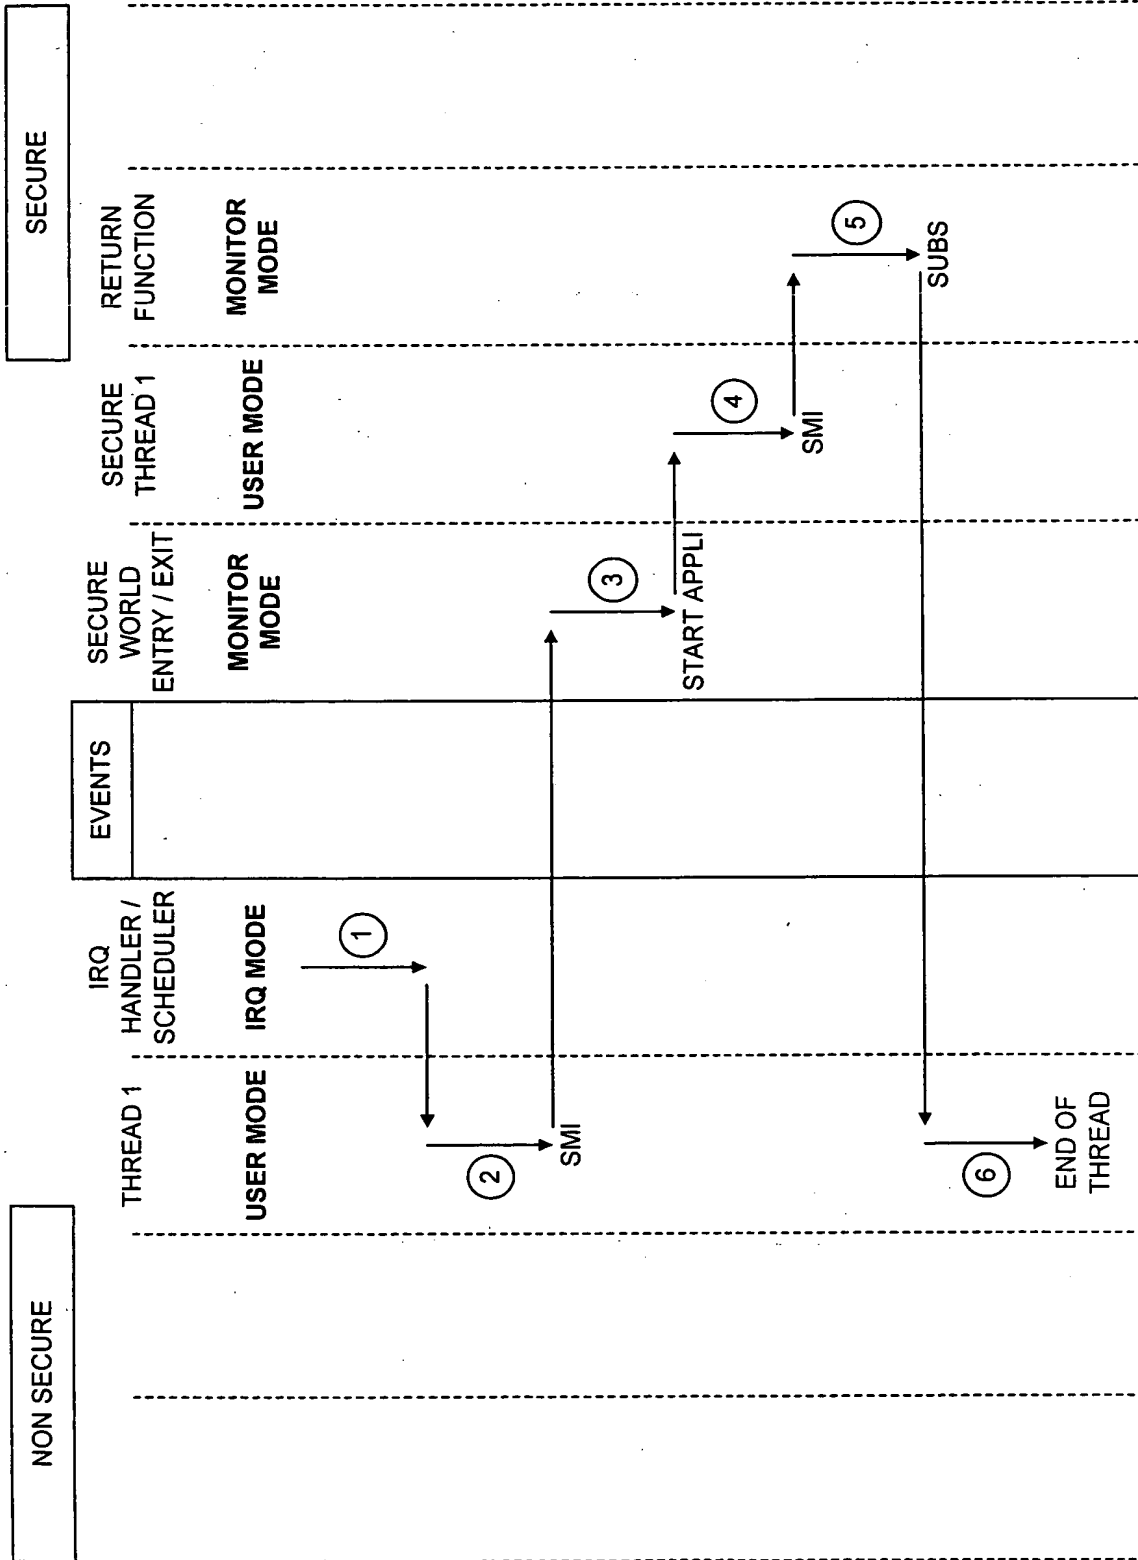 NON SECURE
SECURE
EVENTS
THREAD 1
USER MODE
IRQ
HANDLER /
SCHEDULER
IRQ MODE
SECURE
WORLD
ENTRY / EXIT
MONITOR
MODE
SECURE
THREAD 1
USER MODE
RETURN
FUNCTION
MONITOR
MODE
1
2
SMI
3
START APPLI
4
SMI
5
SUBS
6
END OF
THREAD